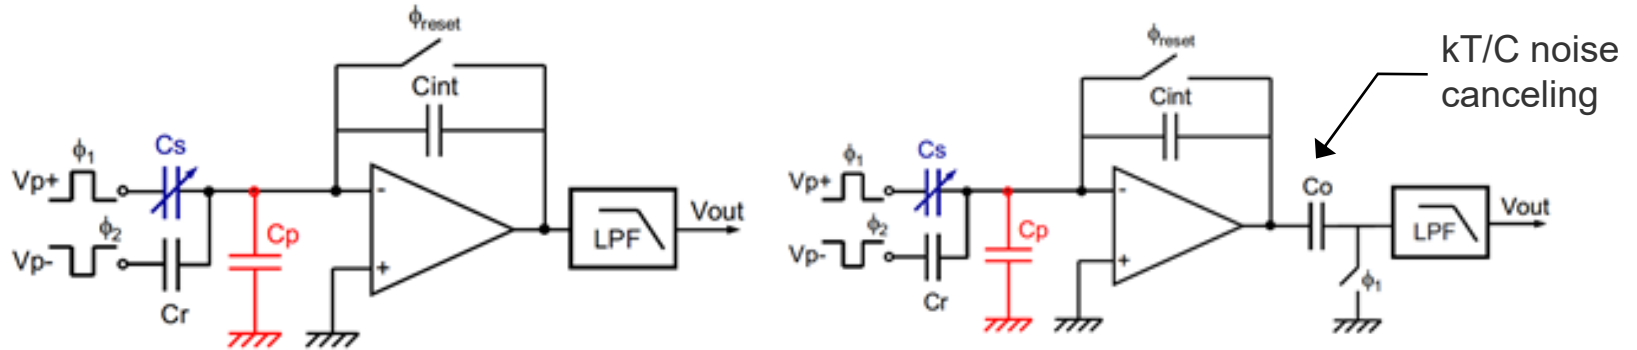 ϕreset
Cint
ϕ1
Cs
Vp+
ϕ2
Vp-
Cr
Cp
-
+
LPF
Vout
ϕreset
Cint
ϕ1
Cs
Vp+
ϕ2
Vp-
Cr
Cp
-
+
Co
ϕ1
LPF
Vout
kT/C noise
canceling